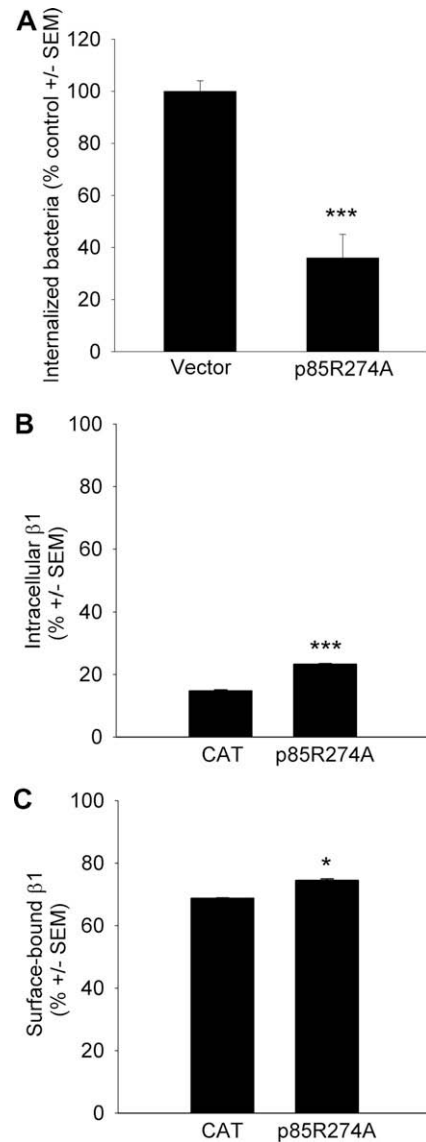 A
Internalized bacteria (% control +/- SEM)
120
100
80
60
40
20
0
***
Vector p85R274A
B
Intracellular β1
(% +/- SEM)
100
80
60
40
20
0
***
CAT p85R274A
C
Surface-bound β1
(% +/- SEM)
100
80
60
40
20
0
*
CAT p85R274A